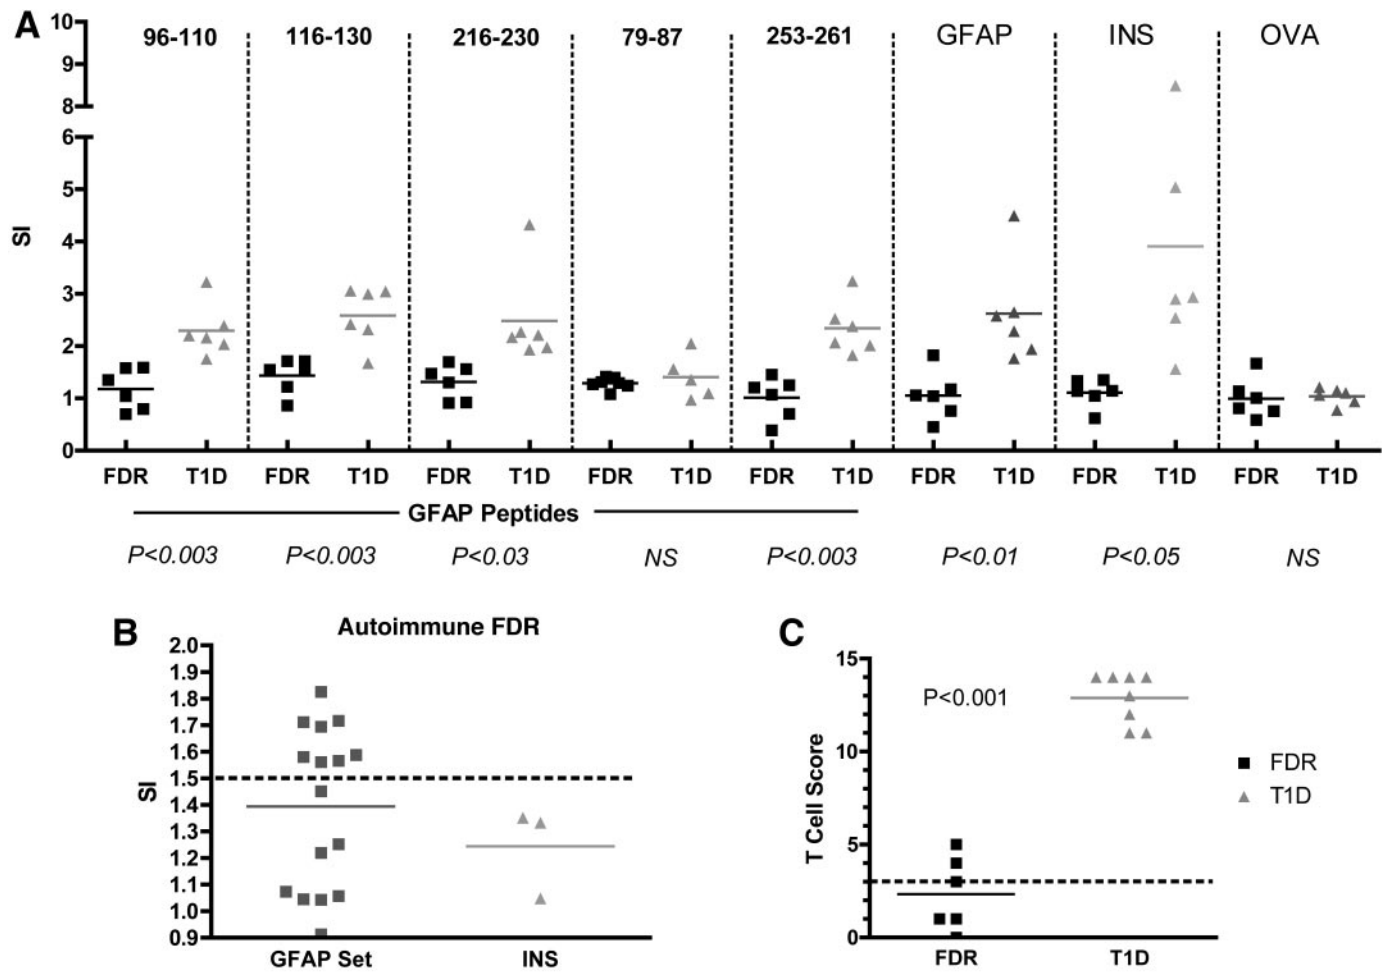 A
10
9
8
6
5
4
3
2
1
0
SI
96-110 116-130 216-230 79-87 253-261 GFAP INS OVA
FDR T1D FDR T1D FDR T1D FDR T1D FDR T1D FDR T1D FDR T1D FDR T1D
GFAP Peptides
P<0.003 P<0.003 P<0.03 NS P<0.003 P<0.01 P<0.05 NS
B
Autoimmune FDR
2.0
1.9
1.8
1.7
1.6
1.5
1.4
1.3
1.2
1.1
1.0
0.9
SI
GFAP Set INS
C
15
10
5
0
T Cell Score
P<0.001
FDR
T1D
FDR T1D